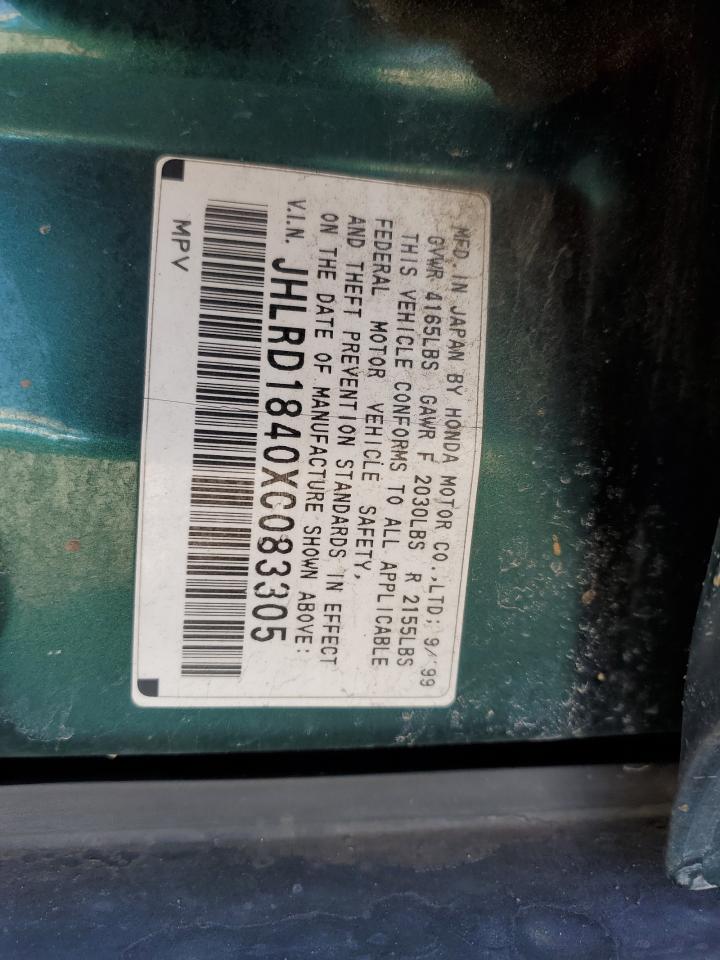 MFD. IN JAPAN BY HONDA MOTOR CO.,LTD; 9/'99
GVWR 4165LBS GAWR F 2030LBS R 2155LBS
THIS VEHICLE CONFORMS TO ALL APPLICABLE
FEDERAL MOTOR VEHICLE SAFETY,
AND THEFT PREVENTION STANDARDS IN EFFECT
ON THE DATE OF MANUFACTURE SHOWN ABOVE:
V.I.N. JHLRD1840XC083305
MPV